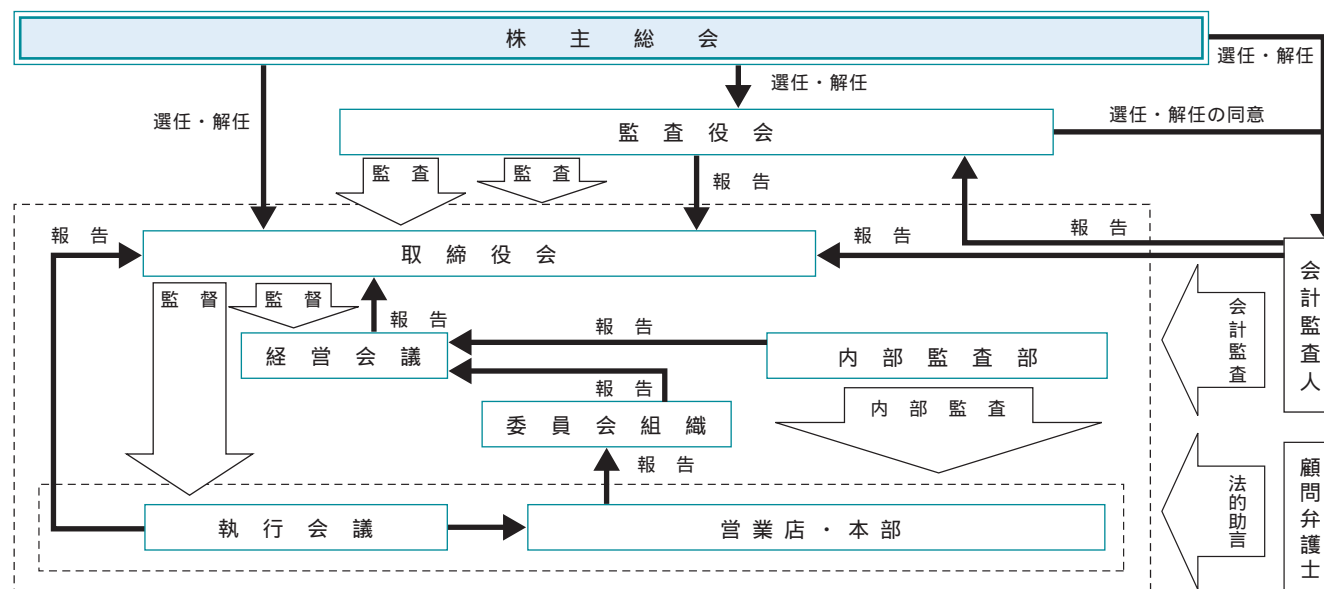 株主総会
選任・解任
選任・解任
選任・解任
監査役会
選任・解任の同意
監査
監査
報告
報告
報告
報告
取締役会
会計監査人
監督
監督
報告
報告
会計監査
経営会議
内部監査部
報告
委員会組織
内部監査
報告
顧問弁護士
法的助言
執行会議
営業店・本部